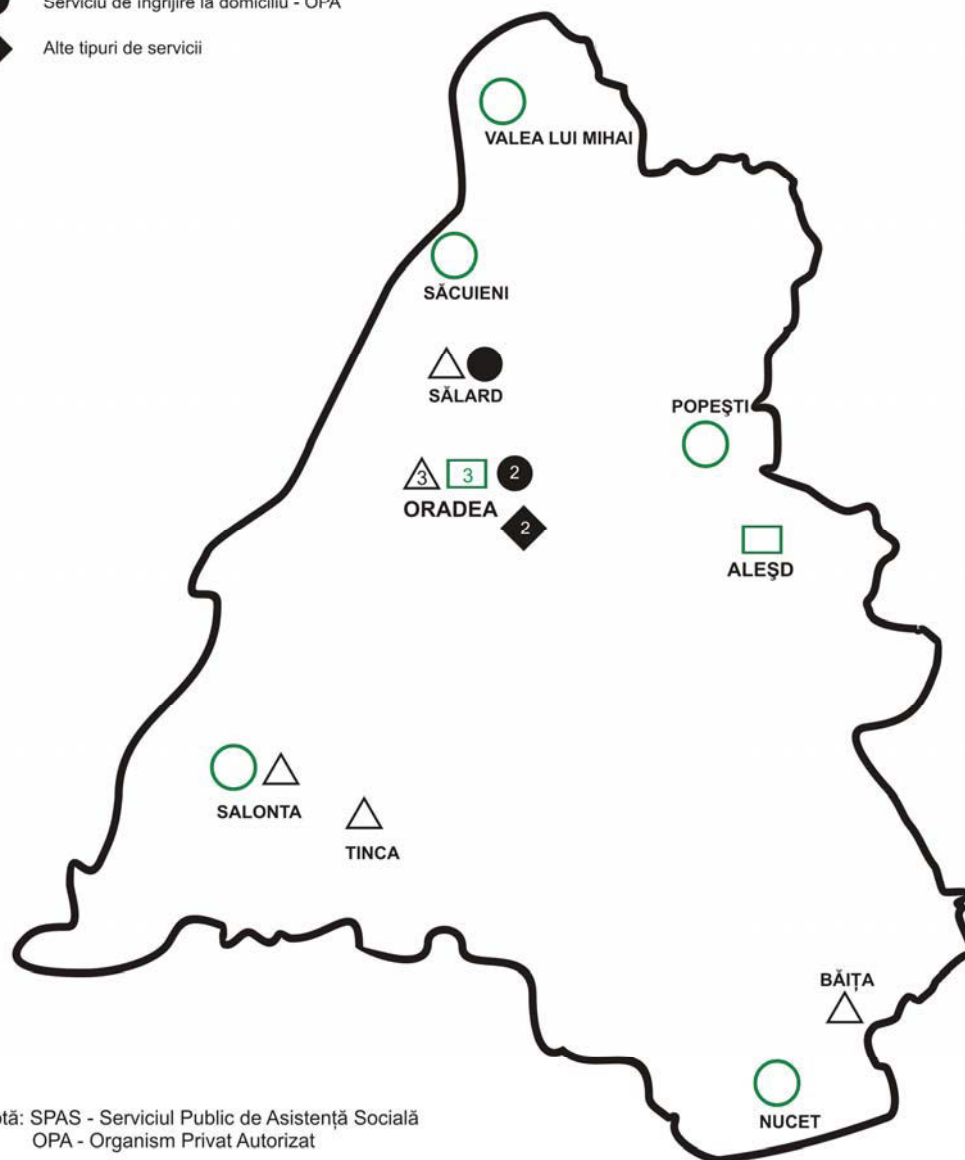 Serviciu de îngrijire la domiciliu - OPA
Alte tipuri de servicii
VALEA LUI MIHAI
SĂCUIENI
SĂLARD
POPEŞTI
3 3 2
ORADEA
2
ALEŞD
SALONTA
TINCA
BĂIȚA
NUCET
SPAS - Serviciul Public de Asistență Socială
OPA - Organism Privat Autorizat